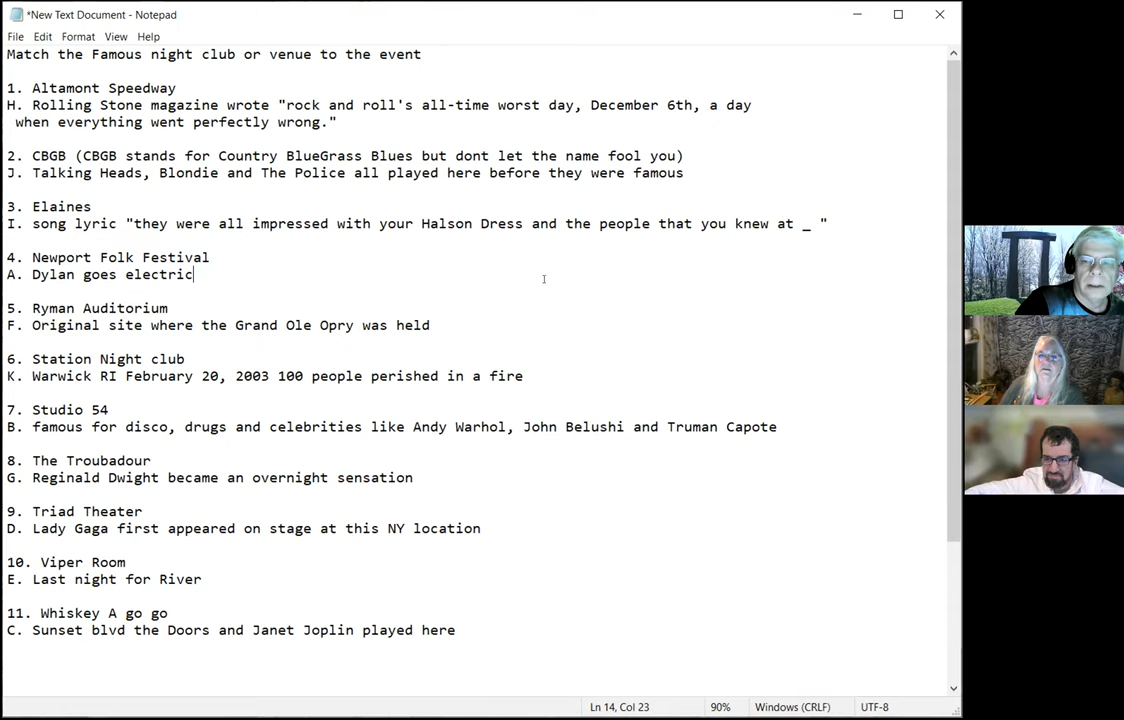 *New Text Document - Notepad
File Edit Format View Help
Match the Famous night club or venue to the event
1. Altamont Speedway
H. Rolling Stone magazine wrote "rock and roll's all-time worst day, December 6th, a day
when everything went perfectly wrong."
2. CBGB (CBGB stands for Country BlueGrass Blues but dont let the name fool you)
J. Talking Heads, Blondie and The Police all played here before they were famous
3. Elaines
I. song lyric "they were all impressed with your Halson Dress and the people that you knew at _ "
4. Newport Folk Festival
A. Dylan goes electric
5. Ryman Auditorium
F. Original site where the Grand Ole Opry was held
6. Station Night club
K. Warwick RI February 20, 2003 100 people perished in a fire
7. Studio 54
B. famous for disco, drugs and celebrities like Andy Warhol, John Belushi and Truman Capote
8. The Troubadour
G. Reginald Dwight became an overnight sensation
9. Triad Theater
D. Lady Gaga first appeared on stage at this NY location
10. Viper Room
E. Last night for River
11. Whiskey A go go
C. Sunset blvd the Doors and Janet Joplin played here
Ln 14, Col 23 90% Windows (CRLF) UTF-8